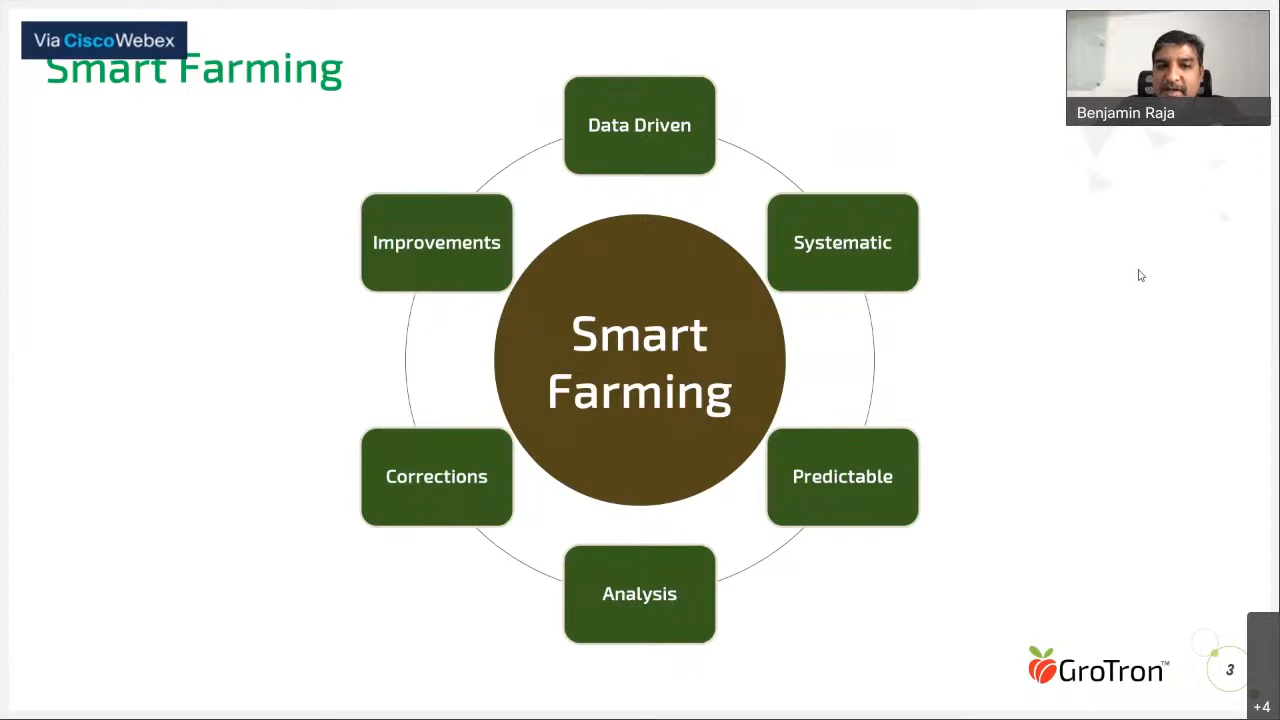 Via CiscoWebex
Smart Farming
Benjamin Raja
Data Driven
Improvements
Systematic
Smart
Farming
Corrections
Predictable
Analysis
GroTron™
3
+4